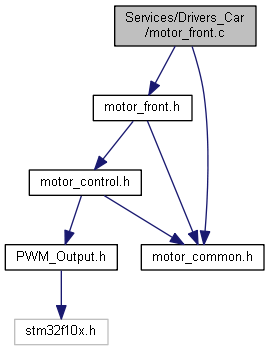 Services/Drivers_Car
/motor_front.c
motor_front.h
motor_control.h
PWM_Output.h
motor_common.h
stm32f10x.h